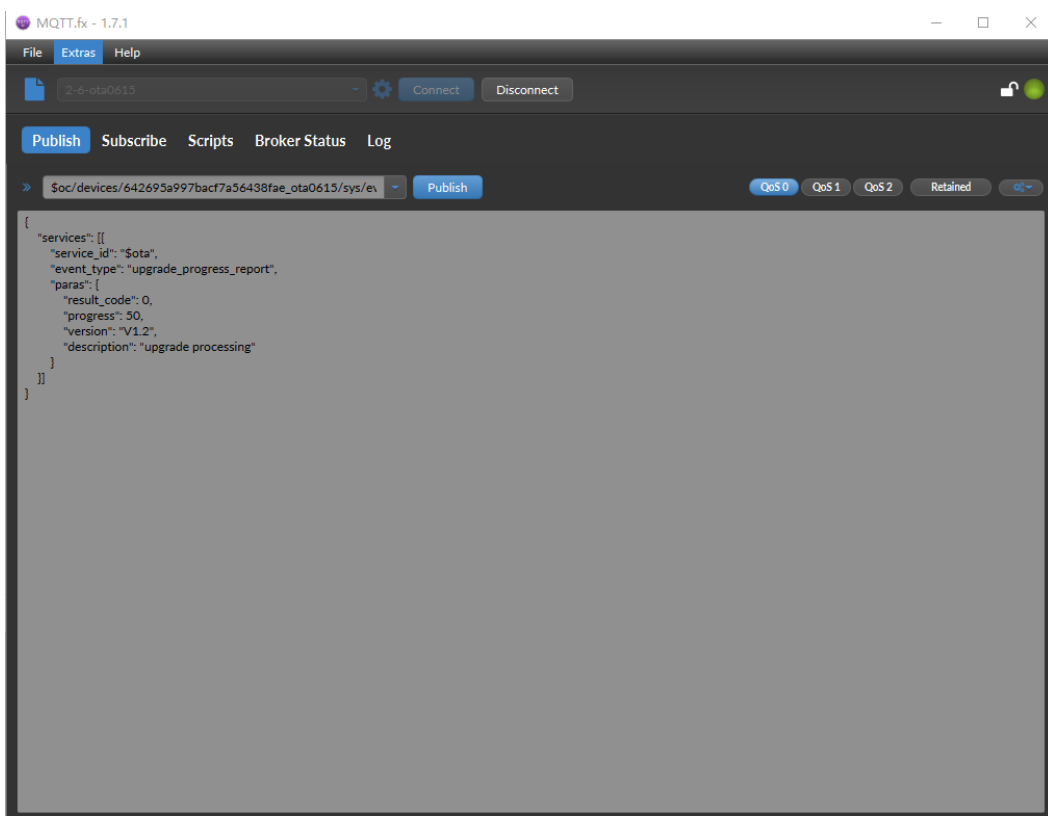 MQTT.fx - 1.7.1
File Extras Help
2-6-ota0615 Connect Disconnect
Publish Subscribe Scripts Broker Status Log
$oc/devices/642695a997bacf7a56438fae_ota0615/sys/ev Publish QoS 0 QoS 1 QoS 2 Retained
{
"services": [{
"service_id": "$ota",
"event_type": "upgrade_progress_report",
"paras": {
"result_code": 0,
"progress": 50,
"version": "V1.2",
"description": "upgrade processing"
}
}]
}